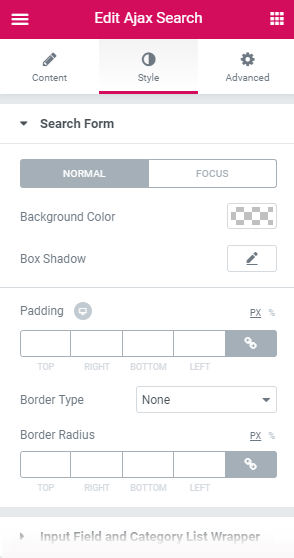 Edit Ajax Search
Content Style Advanced
Search Form
NORMAL FOCUS
Background Color
Box Shadow
Padding PX %
TOP RIGHT BOTTOM LEFT
Border Type None
Border Radius PX %
TOP RIGHT BOTTOM LEFT
Input Field and Category List Wrapper